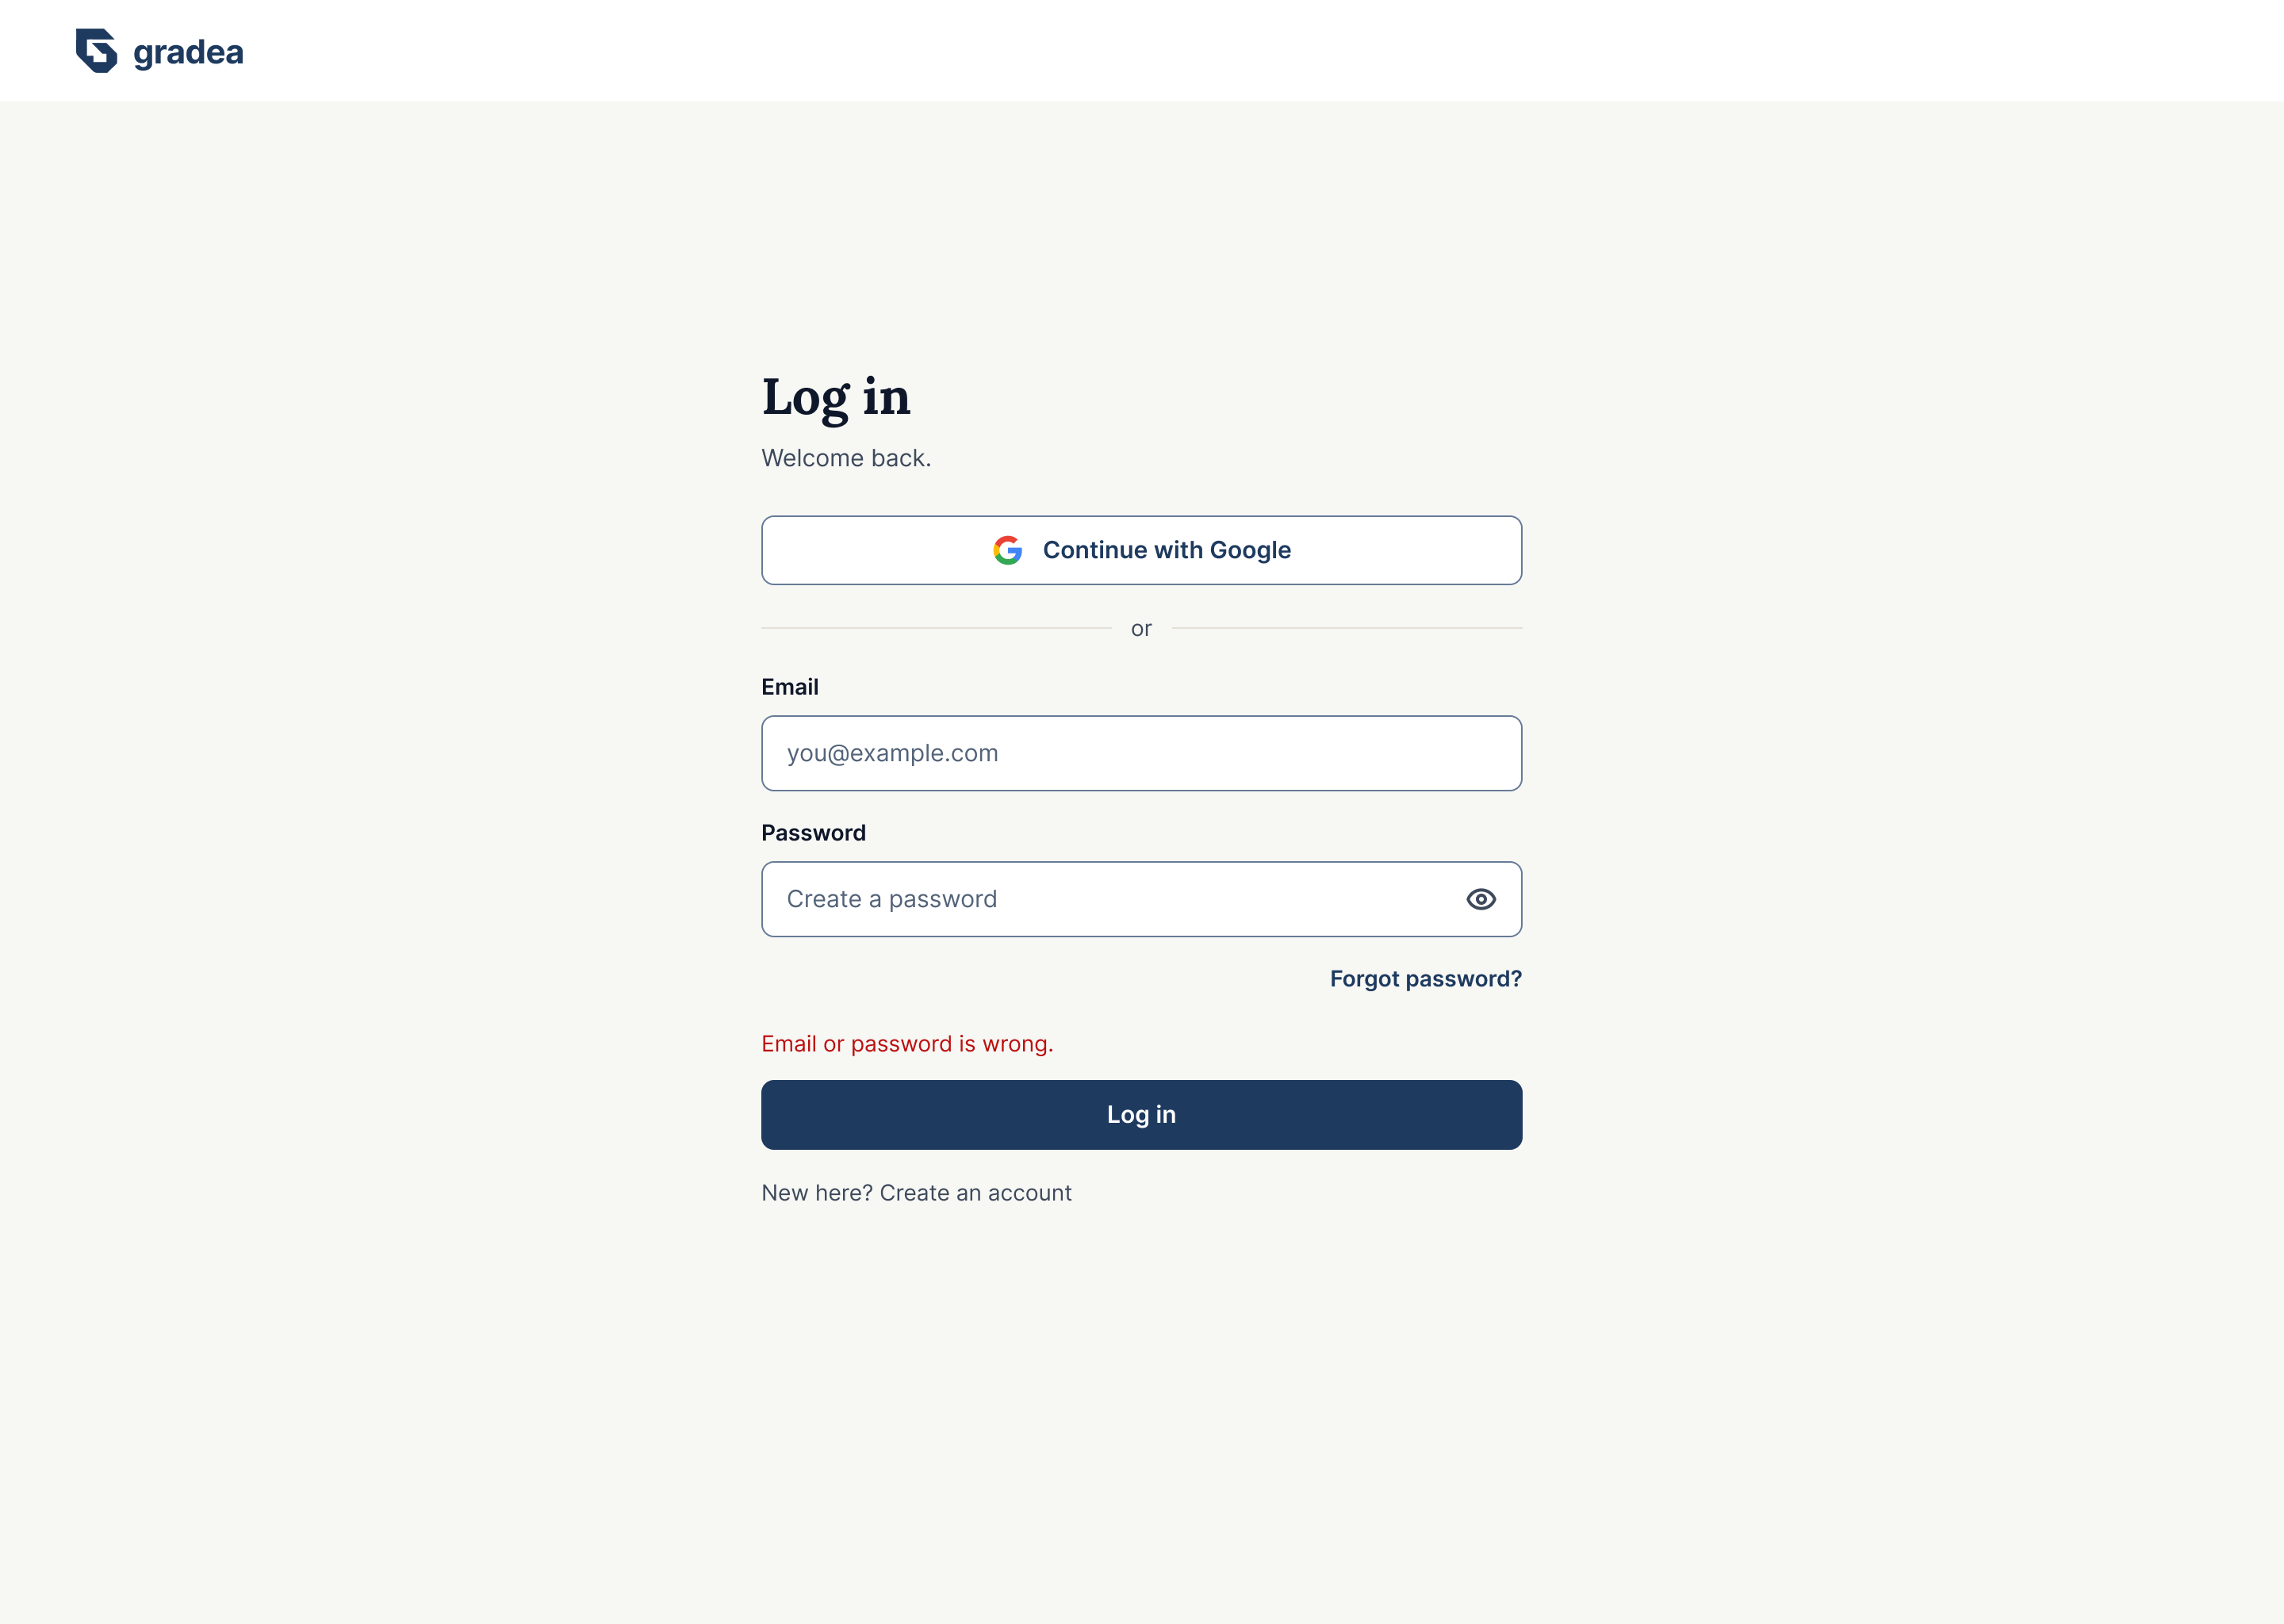 gradea
Log in
Welcome back.
Continue with Google
or
Email
you@example.com
Password
Create a password
Forgot password?
Email or password is wrong.
Log in
New here? Create an account